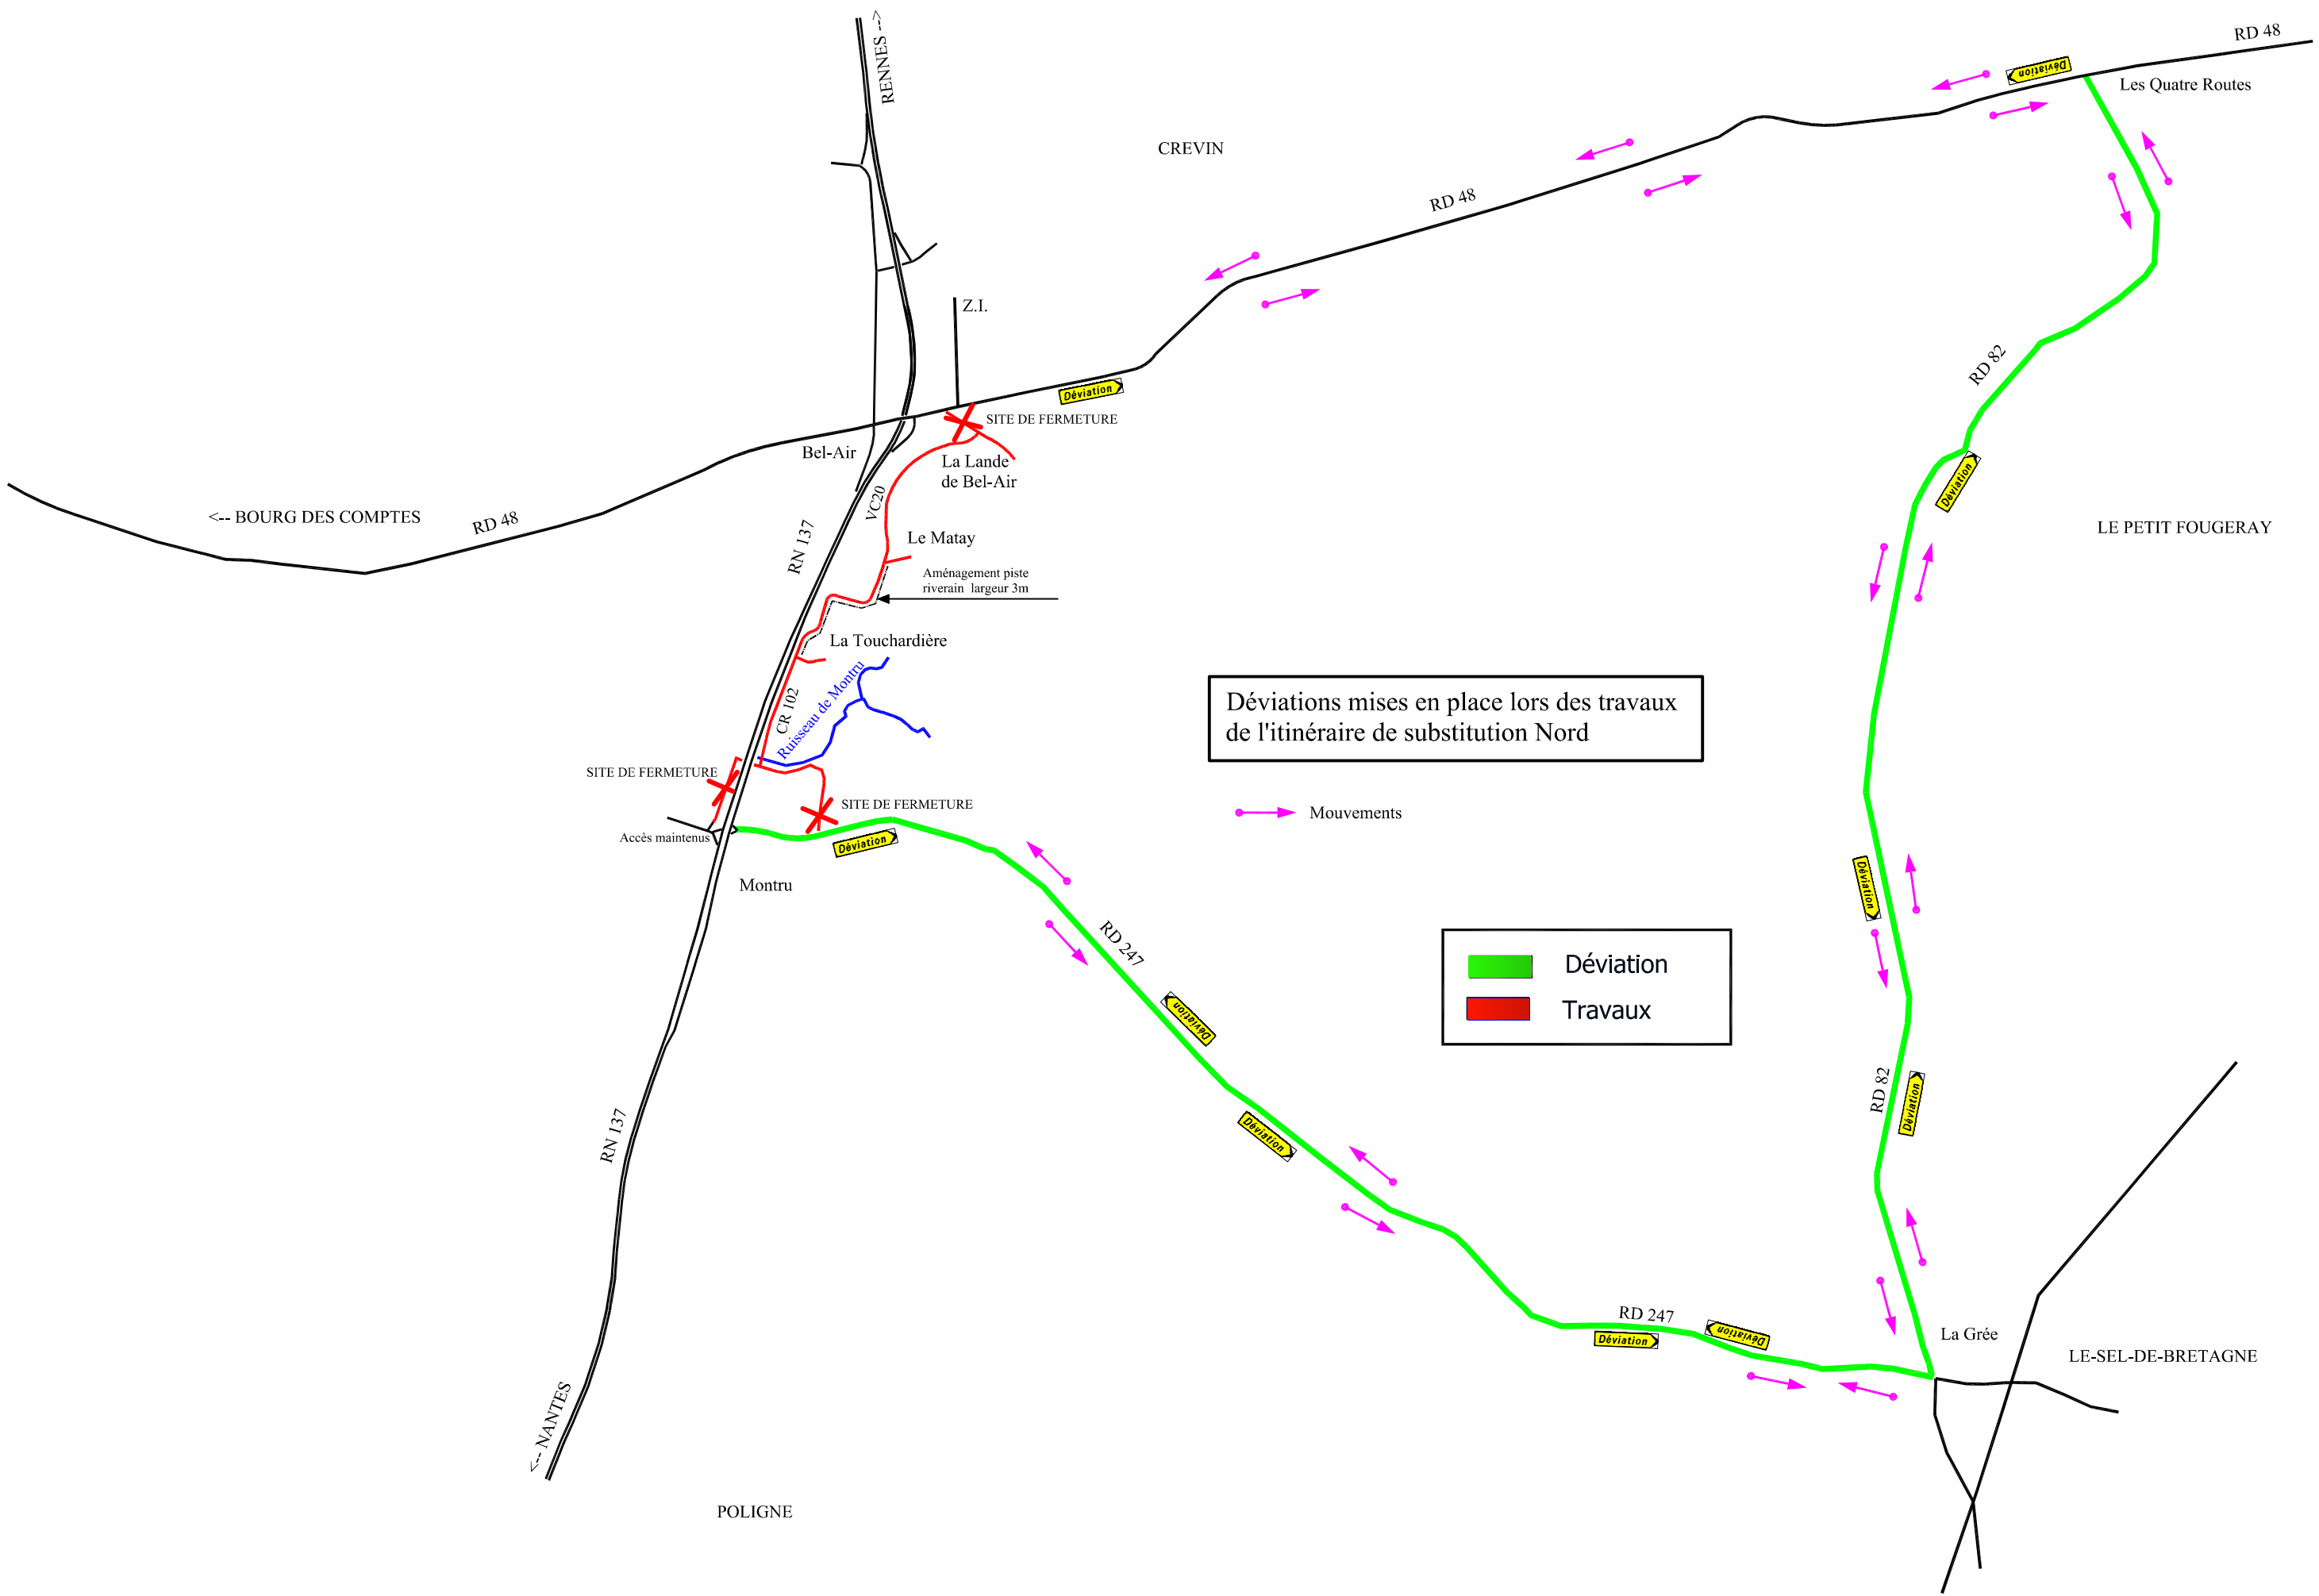 RD 48
RENNES --->
Déviation
Les Quatre Routes
CREVIN
RD 48
Z.I.
RD 82
Déviation
SITE DE FERMETURE
Bel-Air
La Lande
de Bel-Air
Déviation
VC20
<-- BOURG DES COMPTES
RD 48
LE PETIT FOUGERAY
RN 137
Le Matay
Aménagement piste
riverain largeur 3m
La Touchardière
CR 102
Ruisseau de Montru
Déviations mises en place lors des travaux
de l'itinéraire de substitution Nord
SITE DE FERMETURE
SITE DE FERMETURE
Mouvements
Accès maintenus
Déviation
Déviation
Montru
RD 247
Déviation
Travaux
Déviation
RD 82
Déviation
RN 137
Déviation
RD 247
Déviation
Déviation
La Grée
LE-SEL-DE-BRETAGNE
<--- NANTES
POLIGNE